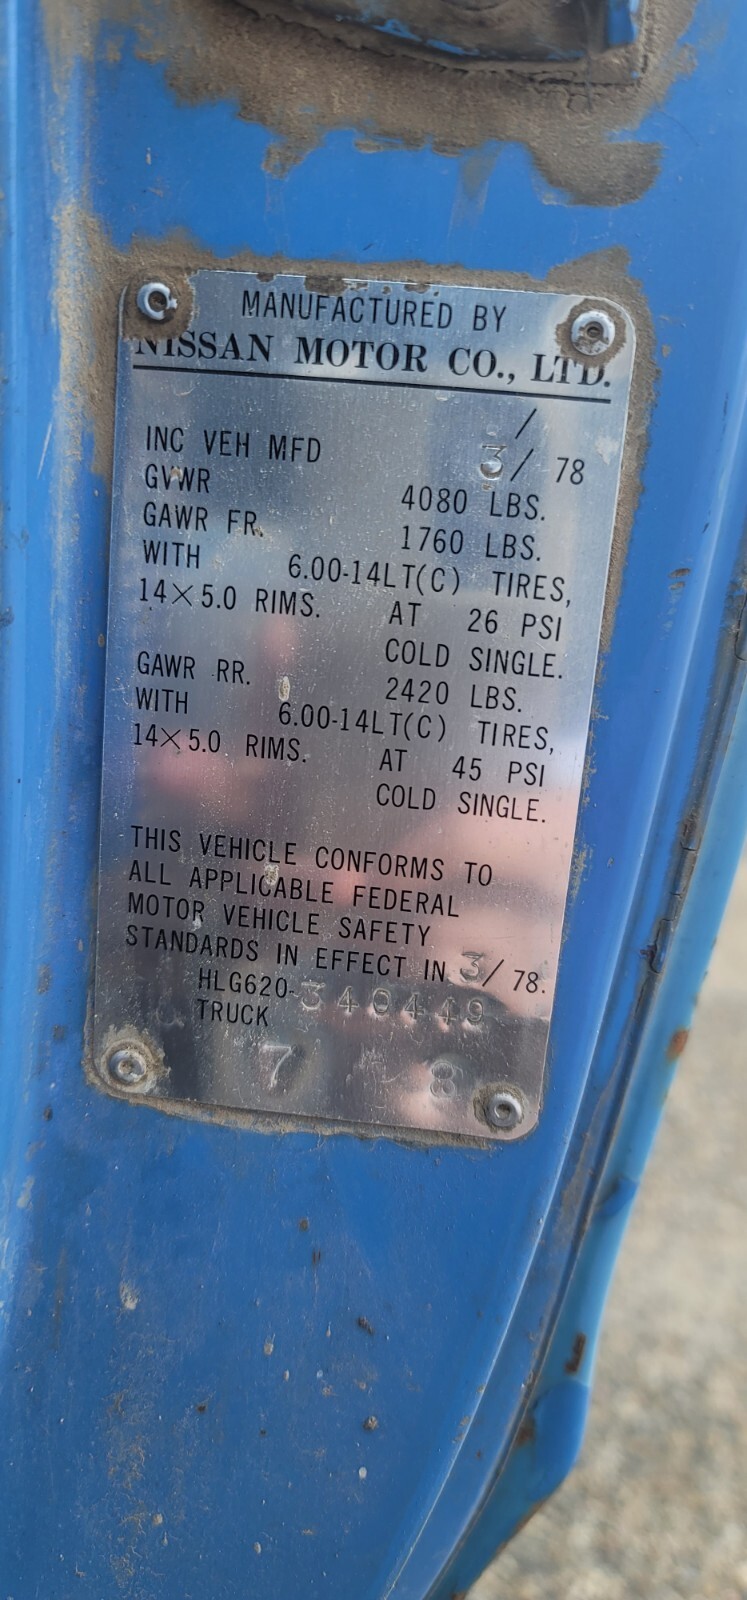 MANUFACTURED BY
NISSAN MOTOR CO., LTD.
/
INC VEH MFD 3/ 78
GVWR 4080 LBS.
GAWR FR. 1760 LBS.
WITH 6.00-14LT(C) TIRES,
14×5.0 RIMS. AT 26 PSI
COLD SINGLE.
GAWR RR. 2420 LBS.
WITH 6.00-14LT(C) TIRES,
14×5.0 RIMS. AT 45 PSI
COLD SINGLE.
THIS VEHICLE CONFORMS TO
ALL APPLICABLE FEDERAL
MOTOR VEHICLE SAFETY
STANDARDS IN EFFECT IN 3/ 78.
HLG620-340449
TRUCK
7 8